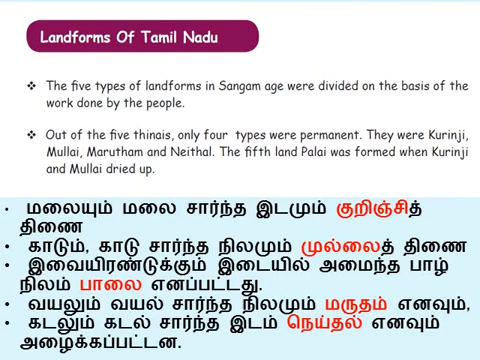 Landforms Of Tamil Nadu
❖ The five types of landforms in Sangam age were divided on the basis of the
work done by the people.
❖ Out of the five thinais, only four types were permanent. They were Kurinji,
Mullai, Marutham and Neithal. The fifth land Palai was formed when Kurinji
and Mullai dried up.
• மலையும் மலை சார்ந்த இடமும் குறிஞ்சித்
திணை
• காடும், காடு சார்ந்த நிலமும் முல்லைத் திணை
• இவையிரண்டுக்கும் இடையில் அமைந்த பாழ்
நிலம் பாலை எனப்பட்டது.
• வயலும் வயல் சார்ந்த நிலமும் மருதம் எனவும்,
• கடலும் கடல் சார்ந்த இடம் நெய்தல் எனவும்
அழைக்கப்பட்டன.